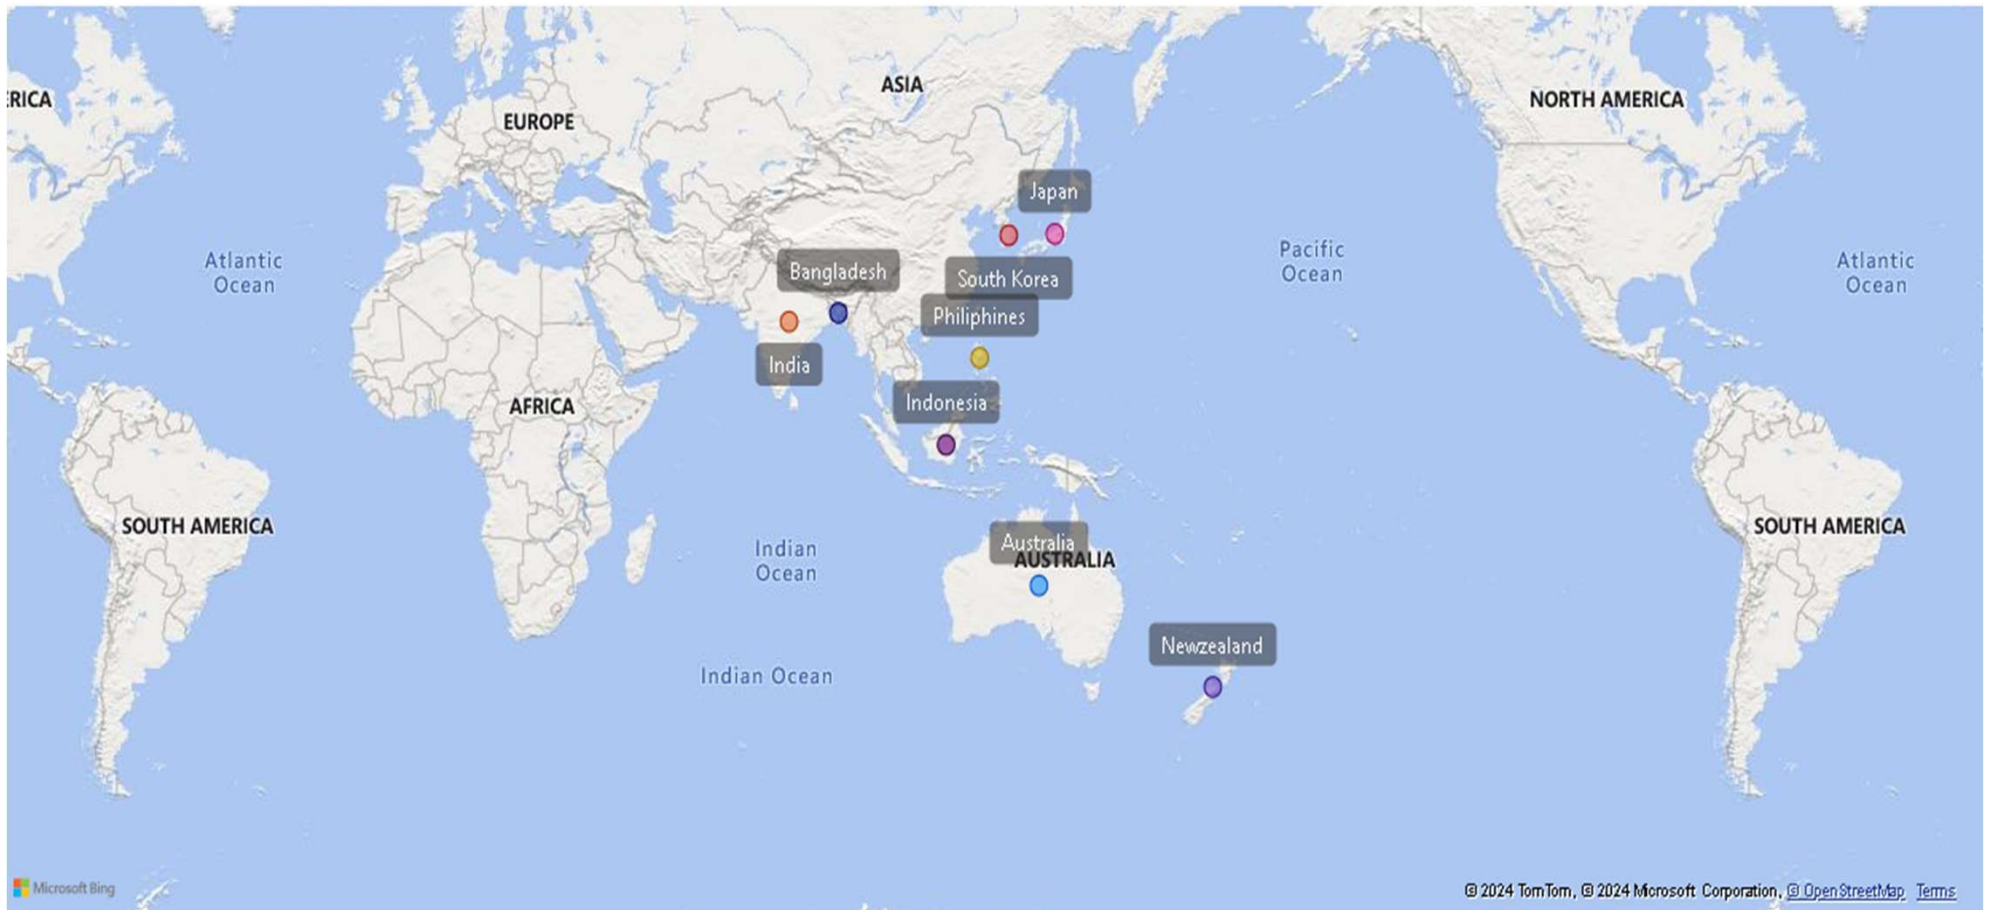 ASIA
ERICA
NORTH AMERICA
EUROPE
Japan
Atlantic
Ocean
Pacific
Ocean
Atlantic
Ocean
Bangladesh
South Korea
Philiphines
India
Indonesia
AFRICA
SOUTH AMERICA
SOUTH AMERICA
Australia
AUSTRALIA
Indian
Ocean
Newzealand
Indian Ocean
Microsoft Bing
© 2024 TomTom, © 2024 Microsoft Corporation, © OpenStreetMap Terms